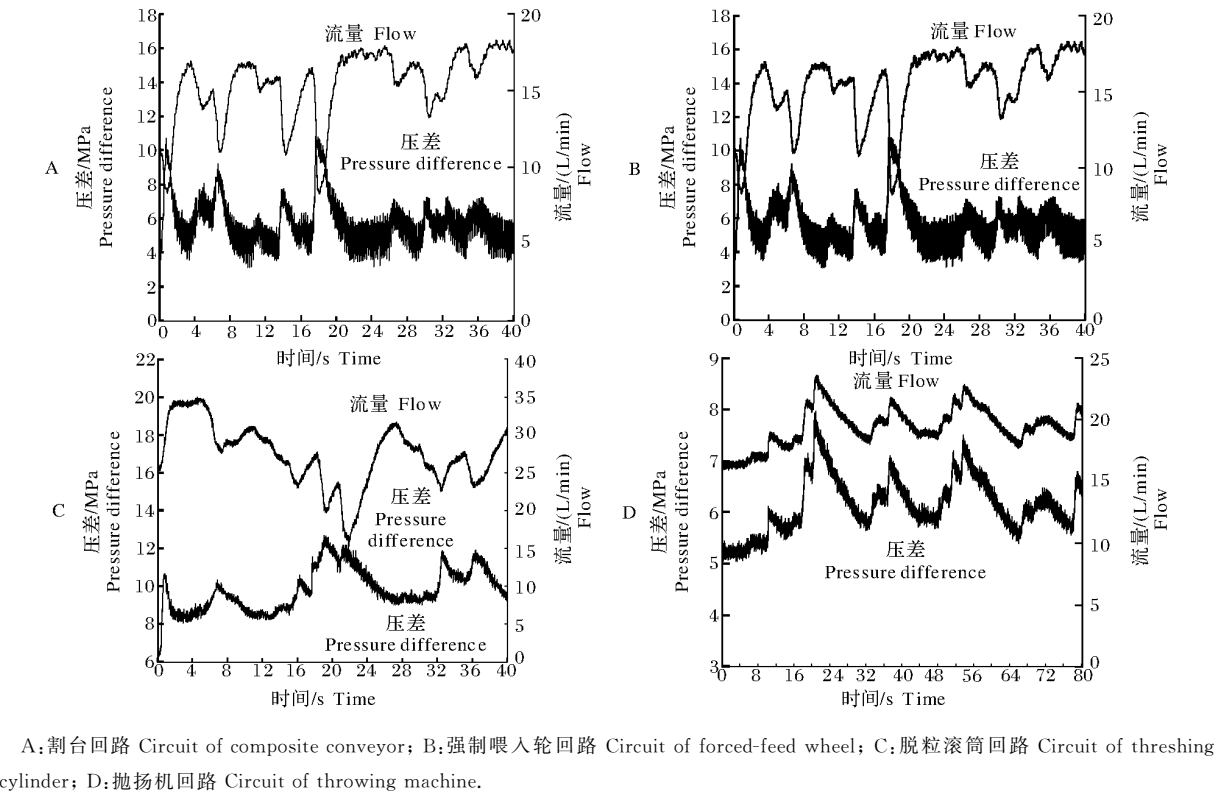 18
16
14
12
10
8
6
4
2
0
压差/MPa
Pressure difference
A
流量 Flow
压差
Pressure difference
20
15
10
5
0
流量/(L/min)
Flow
0 4 8 12 16 20 24 28 32 36 40
时间/s Time
18
16
14
12
10
8
6
4
2
0
压差/MPa
Pressure difference
B
流量 Flow
压差
Pressure difference
20
15
10
5
0
流量/(L/min)
Flow
0 4 8 12 16 20 24 28 32 36 40
时间/s Time
22
20
18
16
14
12
10
8
6
压差/MPa
Pressure difference
C
流量 Flow
压差
Pressure
difference
压差
Pressure difference
40
35
30
25
20
15
10
5
0
流量/(L/min)
Flow
0 4 8 12 16 20 24 28 32 36 40
时间/s Time
9
8
7
6
5
4
3
压差/MPa
Pressure difference
D
流量 Flow
压差
Pressure difference
25
20
15
10
5
0
流量/(L/min)
Flow
0 8 16 24 32 40 48 56 64 72 80
时间/s Time
A:割台回路 Circuit of composite conveyor; B:强制喂入轮回路 Circuit of forced-feed wheel; C:脱粒滚筒回路 Circuit of threshing
cylinder; D:抛扬机回路 Circuit of throwing machine.